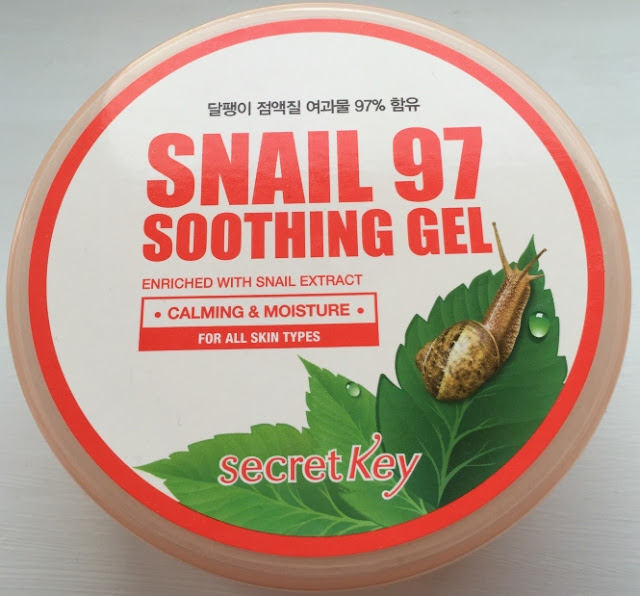 달팽이 점액질 여과물 97% 함유
SNAIL 97
SOOTHING GEL
ENRICHED WITH SNAIL EXTRACT
• CALMING & MOISTURE •
FOR ALL SKIN TYPES
secretKey